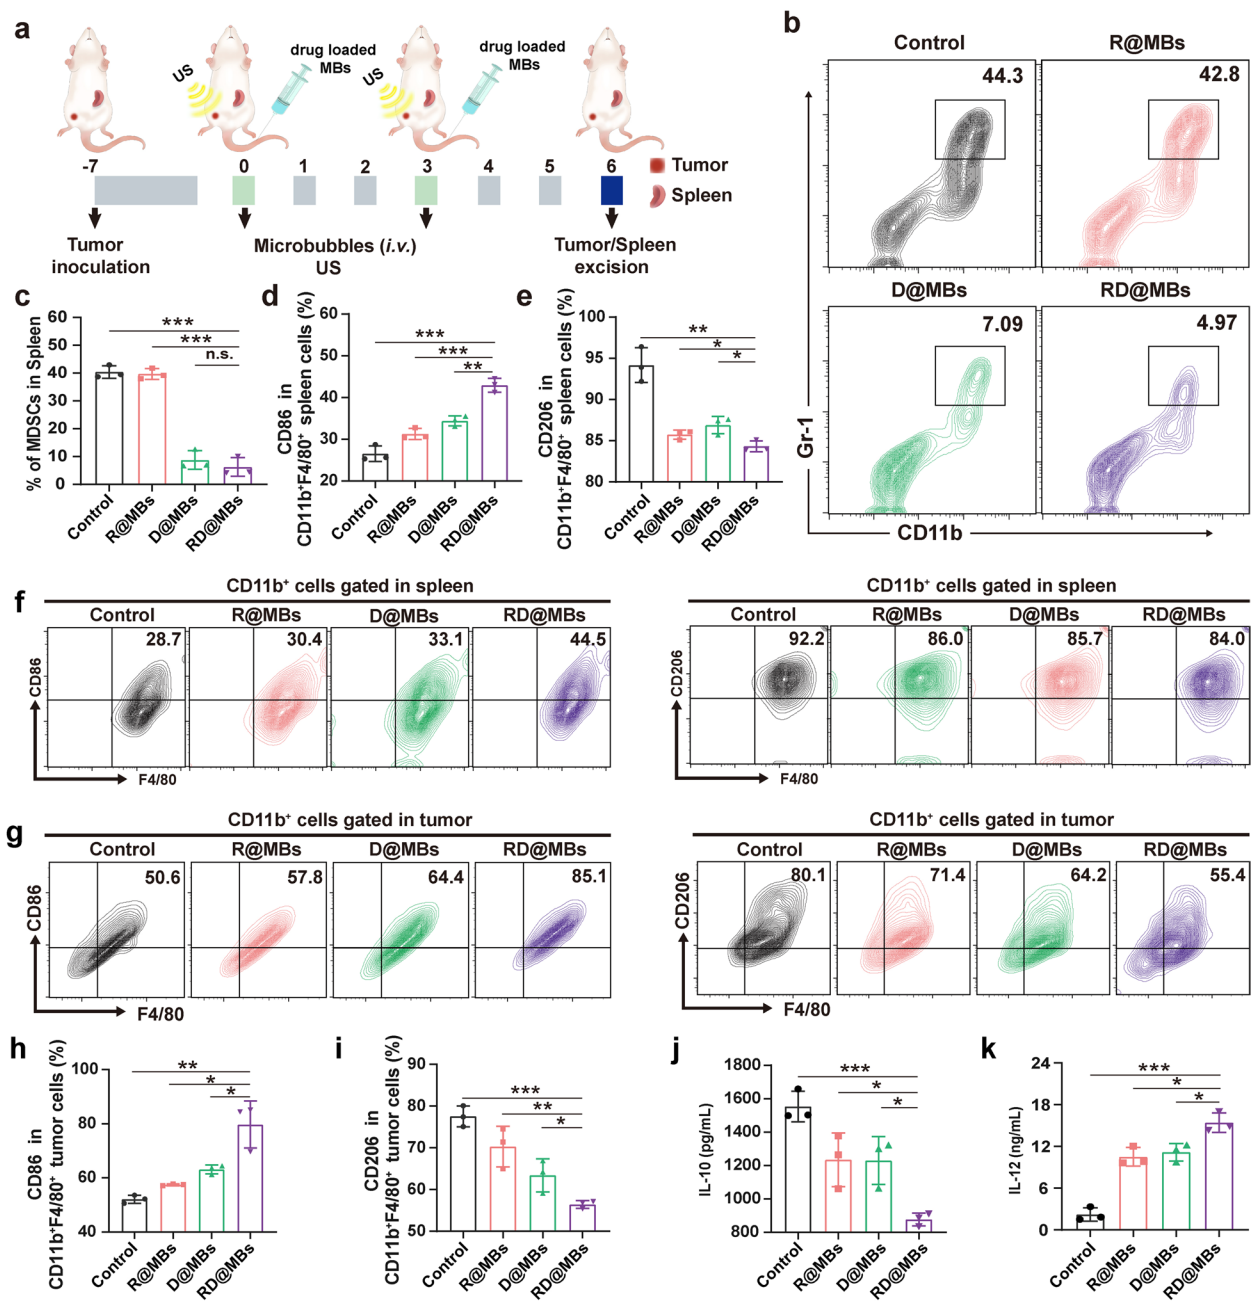 a
US
drug loaded
MBs
US
drug loaded
MBs
-7
0
1
2
3
4
5
6
Tumor
Spleen
Tumor
inoculation
Microbubbles (i.v.)
US
Tumor/Spleen
excision
b
Control
R@MBs
44.3
42.8
D@MBs
RD@MBs
7.09
4.97
Gr-1
CD11b
c
% of MDSCs in Spleen
60
50
40
30
20
10
0
***
***
n.s.
Control
R@MBs
D@MBs
RD@MBs
d
CD86 in
CD11b⁺F4/80⁺ spleen cells (%)
60
50
40
30
20
***
***
**
Control
R@MBs
D@MBs
RD@MBs
e
CD206 in
CD11b⁺F4/80⁺ spleen cells (%)
100
95
90
85
80
**
*
*
Control
R@MBs
D@MBs
RD@MBs
f
CD11b⁺ cells gated in spleen
Control
R@MBs
D@MBs
RD@MBs
28.7
30.4
33.1
44.5
CD86
F4/80
CD11b⁺ cells gated in spleen
Control
R@MBs
D@MBs
RD@MBs
92.2
86.0
85.7
84.0
CD206
F4/80
g
CD11b⁺ cells gated in tumor
Control
R@MBs
D@MBs
RD@MBs
50.6
57.8
64.4
85.1
CD86
F4/80
CD11b⁺ cells gated in tumor
Control
R@MBs
D@MBs
RD@MBs
80.1
71.4
64.2
55.4
CD206
F4/80
h
CD86 in
CD11b⁺F4/80⁺ tumor cells (%)
100
80
60
40
**
*
*
Control
R@MBs
D@MBs
RD@MBs
i
CD206 in
CD11b⁺F4/80⁺ tumor cells (%)
90
80
70
60
50
***
**
*
Control
R@MBs
D@MBs
RD@MBs
j
IL-10 (pg/mL)
1800
1600
1400
1200
1000
800
***
*
*
Control
R@MBs
D@MBs
RD@MBs
k
IL-12 (ng/mL)
24
18
12
6
0
***
*
*
Control
R@MBs
D@MBs
RD@MBs